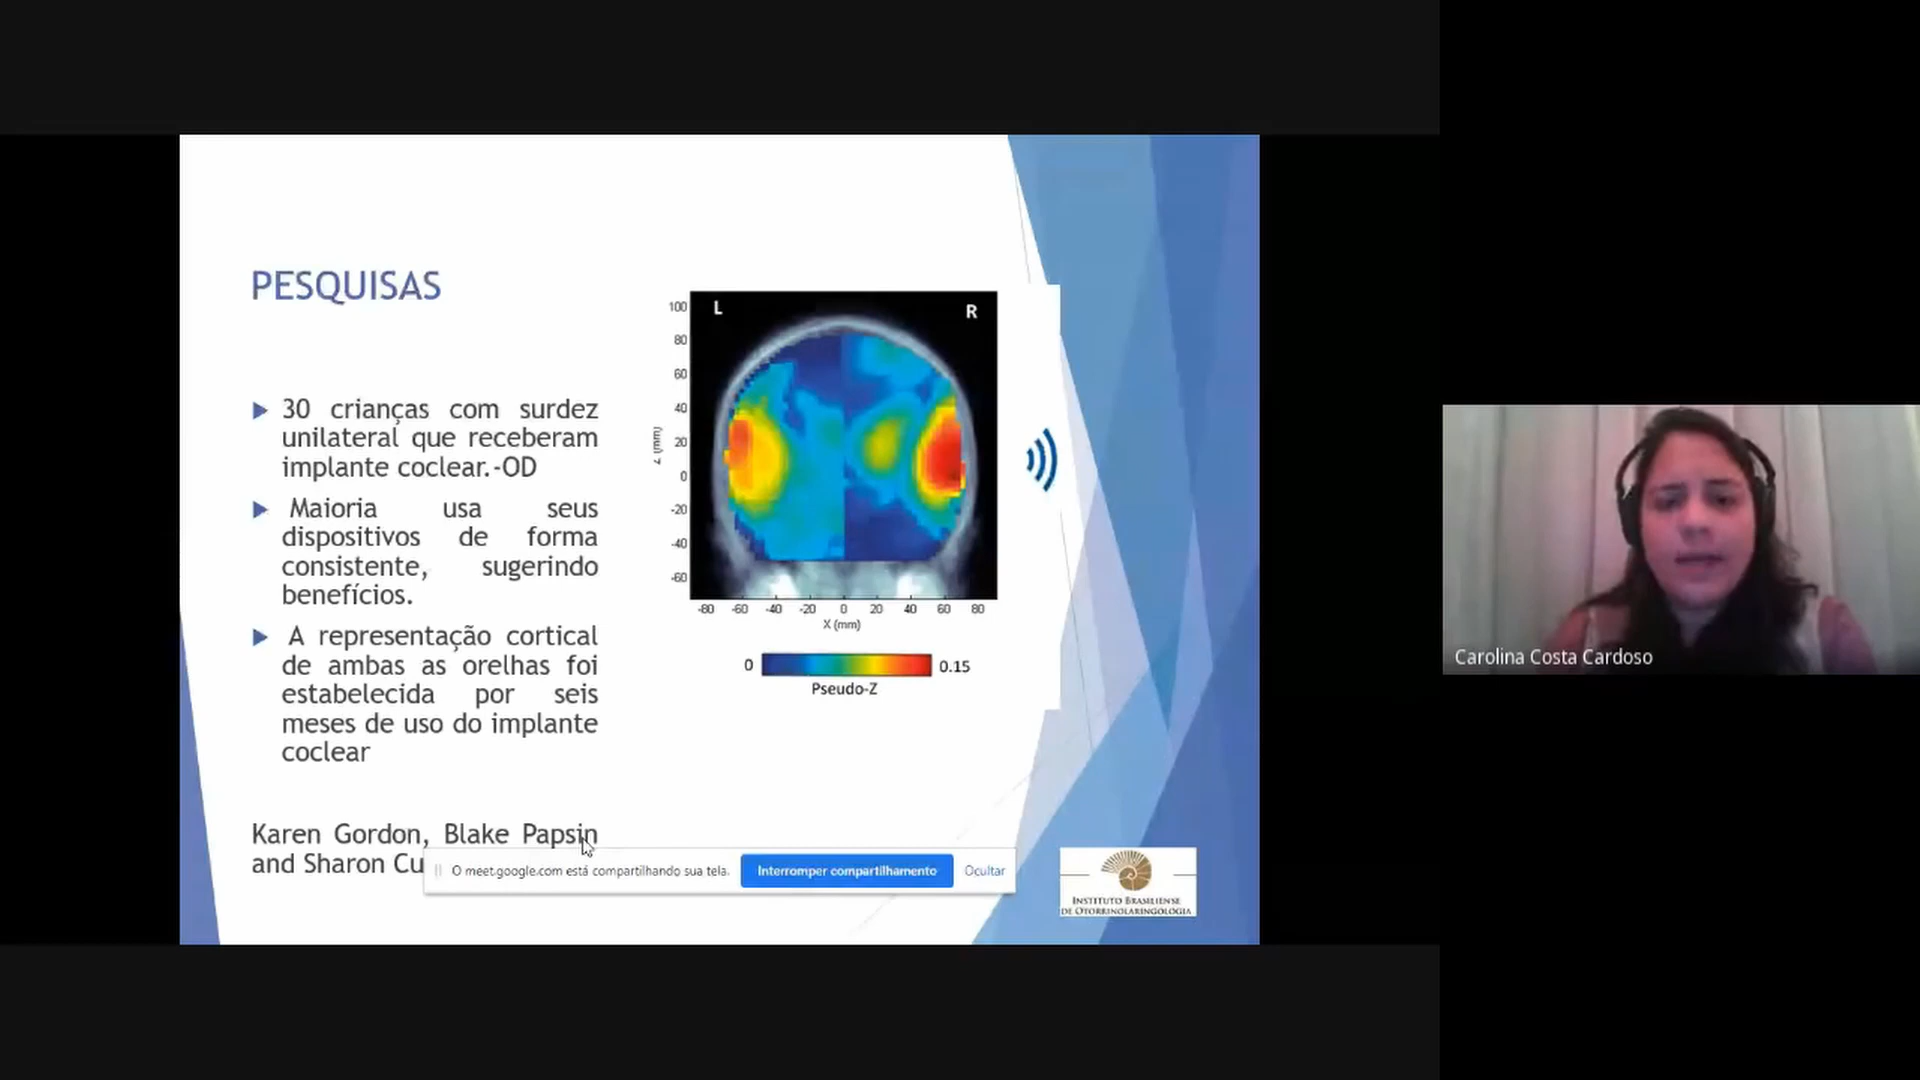 PESQUISAS
30 crianças com surdez
unilateral que receberam
implante coclear.-OD
Maioria usa seus
dispositivos de forma
consistente, sugerindo
benefícios.
A representação cortical
de ambas as orelhas foi
estabelecida por seis
meses de uso do implante
coclear
Karen Gordon, Blake Papsin
and Sharon Cu
L
R
100
80
60
40
20
0
-20
-40
-60
Z (mm)
-80 -60 -40 -20 0 20 40 60 80
X (mm)
0 0.15
Pseudo-Z
O meet.google.com está compartilhando sua tela. Interromper compartilhamento Ocultar
INSTITUTO BRASILIENSE
DE OTORRINOLARINGOLOGIA
Carolina Costa Cardoso